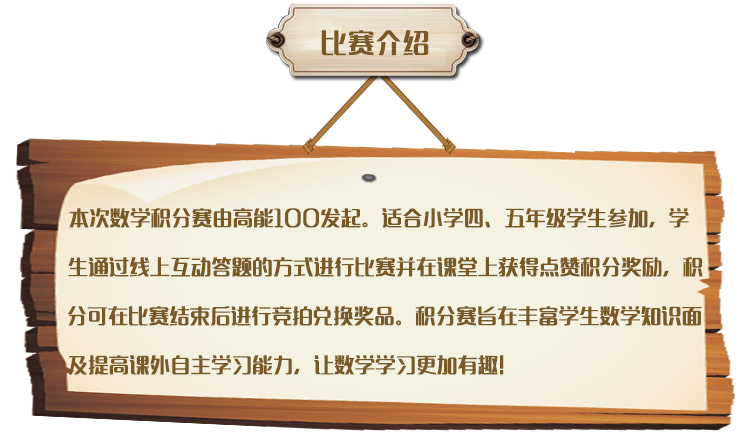 比赛介绍
本次数学积分赛由高能100发起。适合小学四、五年级学生参加，学
生通过线上互动答题的方式进行比赛并在课堂上获得点赞积分奖励，积
分可在比赛结束后进行竞拍兑换奖品。积分赛旨在丰富学生数学知识面
及提高课外自主学习能力，让数学学习更加有趣！